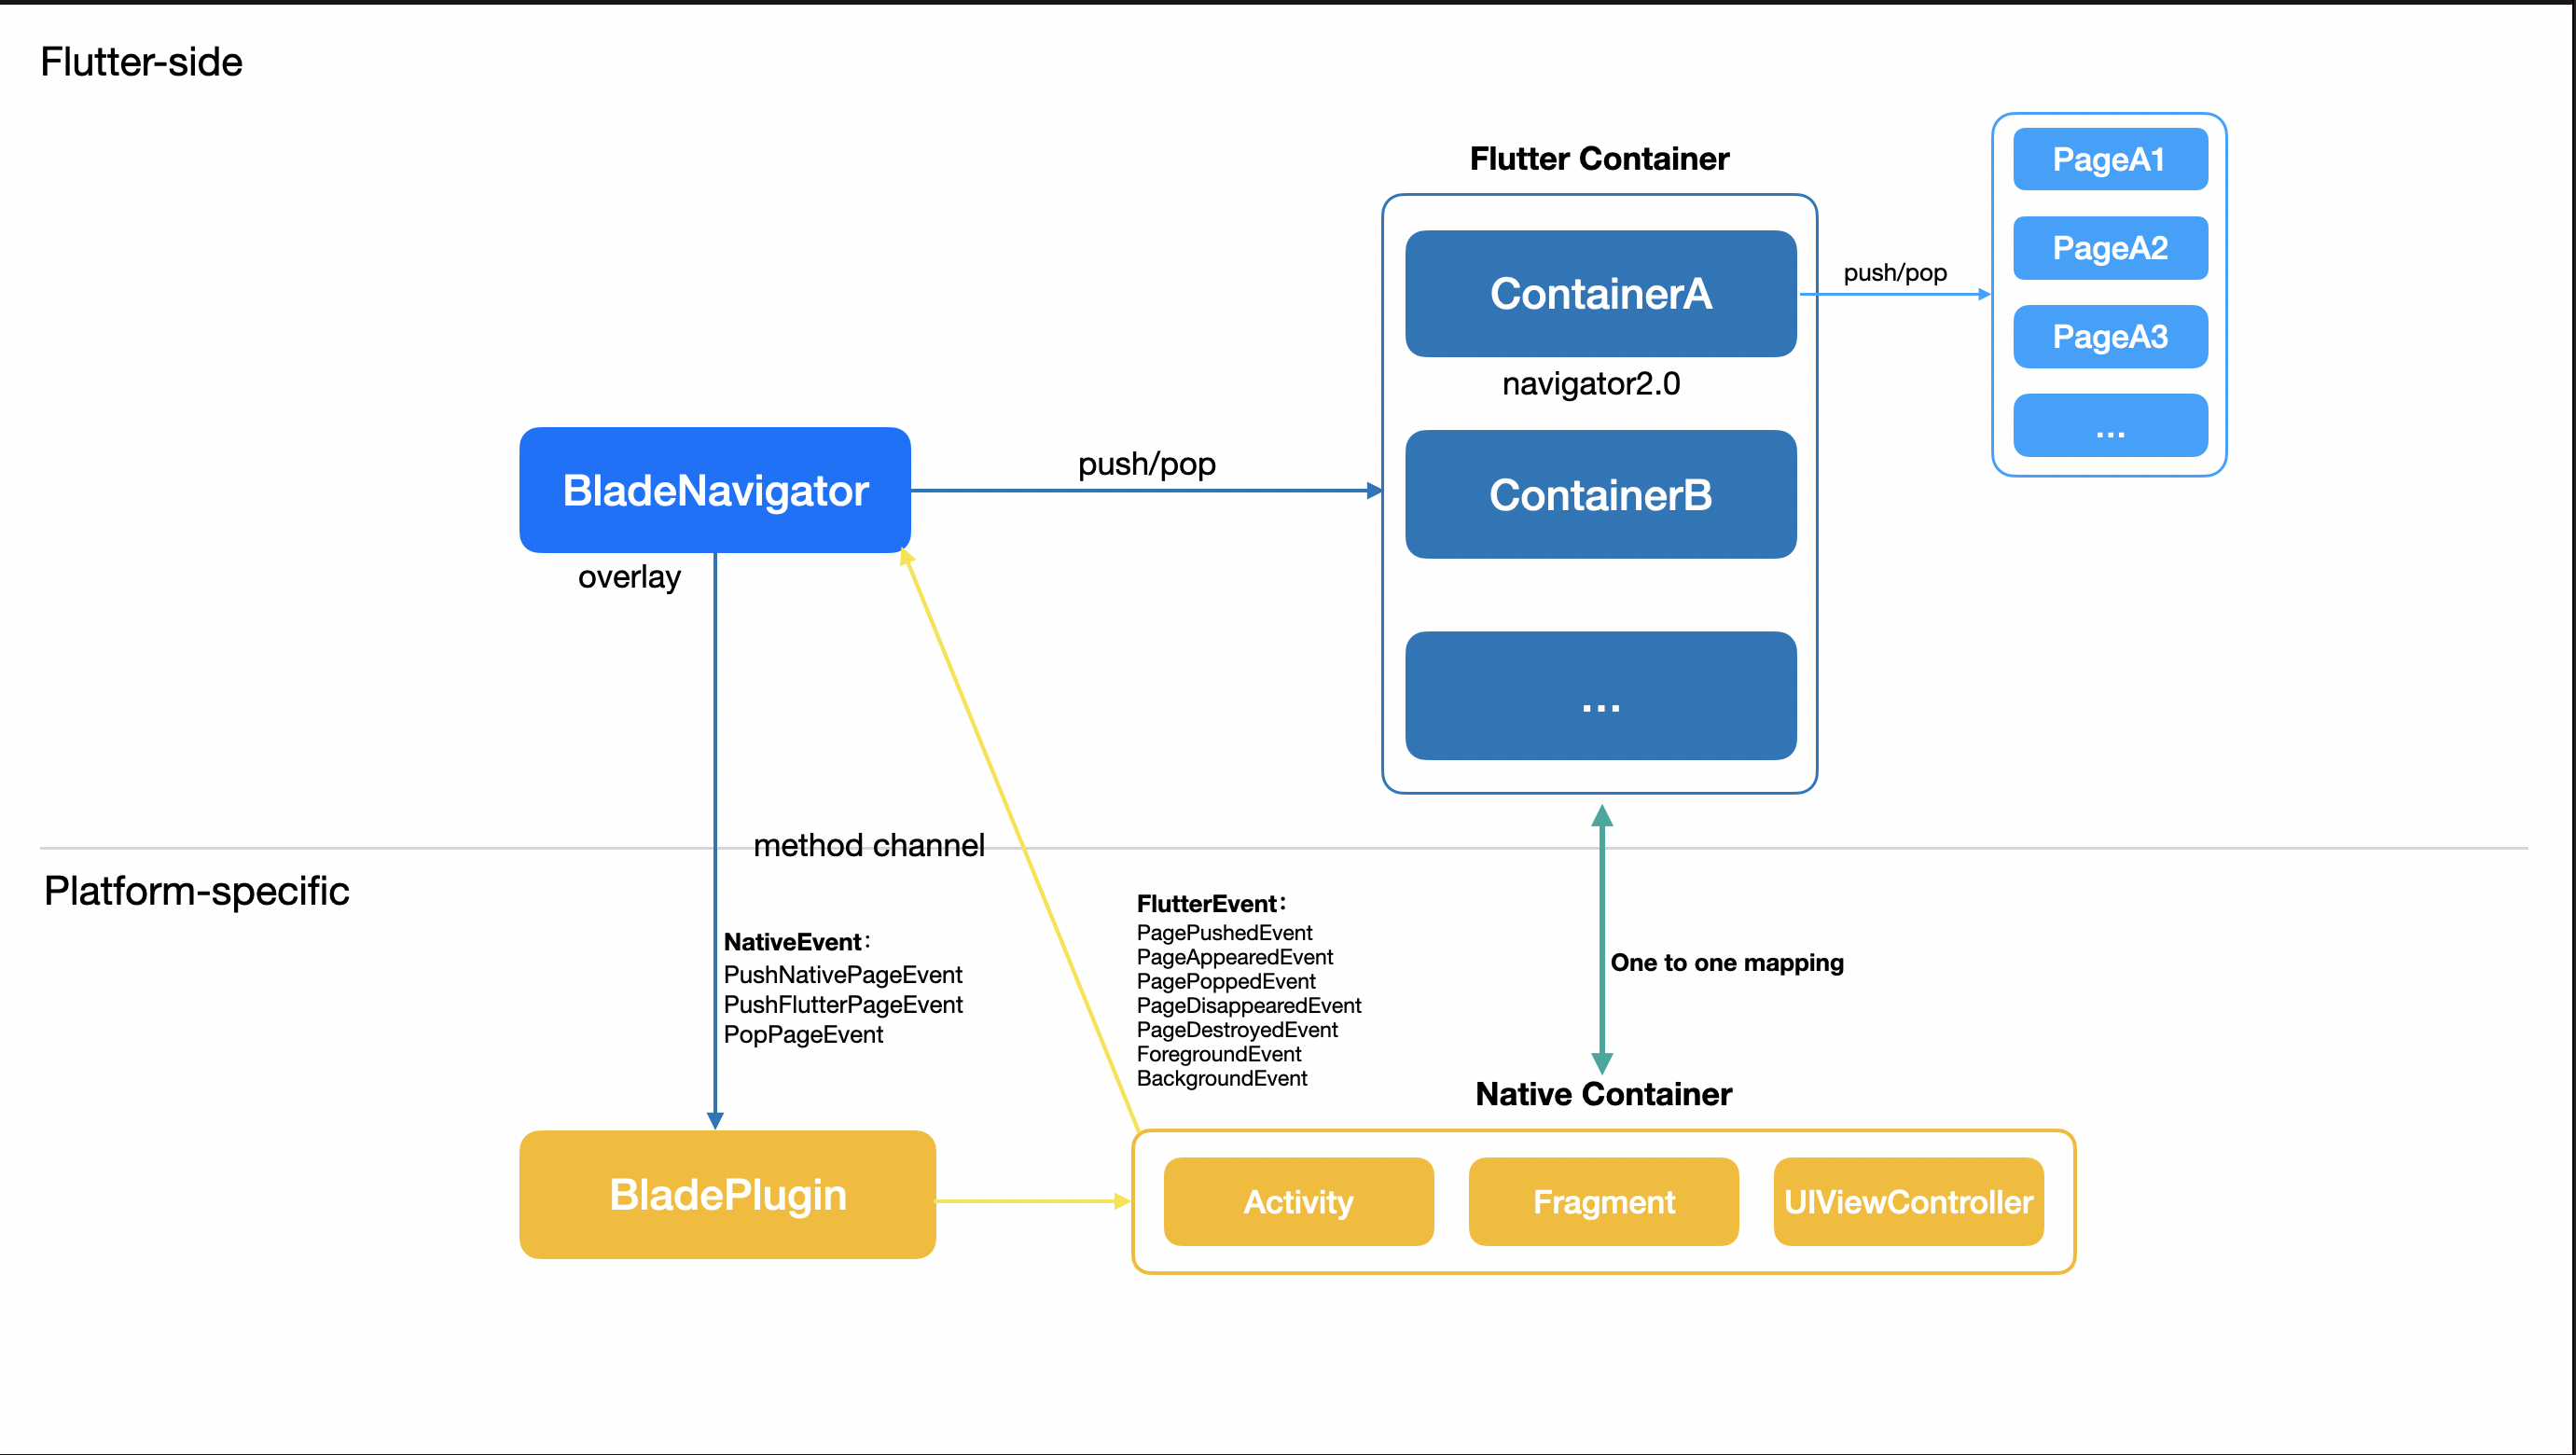 Flutter-side
Flutter Container
PageA1
PageA2
PageA3
...
ContainerA
push/pop
navigator2.0
ContainerB
...
BladeNavigator
push/pop
overlay
method channel
Platform-specific
NativeEvent:
PushNativePageEvent
PushFlutterPageEvent
PopPageEvent
FlutterEvent:
PagePushedEvent
PageAppearedEvent
PagePoppedEvent
PageDisappearedEvent
PageDestroyedEvent
ForegroundEvent
BackgroundEvent
One to one mapping
Native Container
BladePlugin
Activity
Fragment
UIViewController